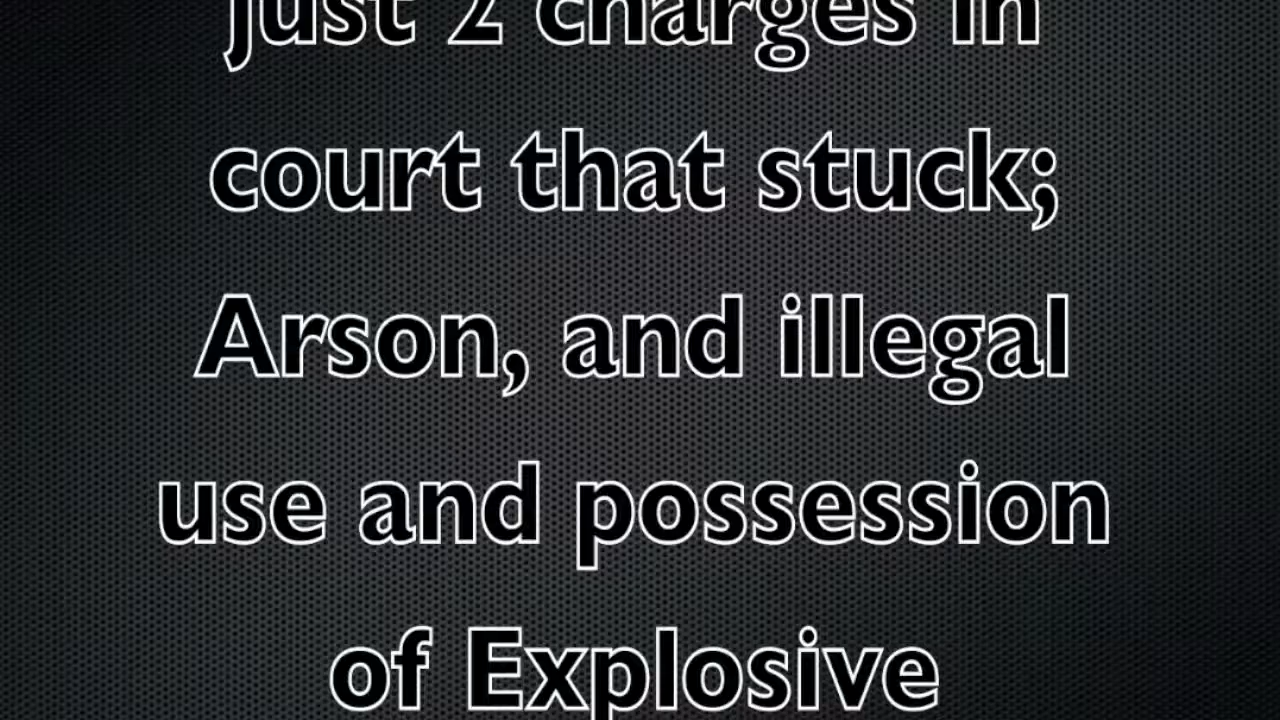 just 2 charges in
court that stuck;
Arson, and illegal
use and possession
of Explosive